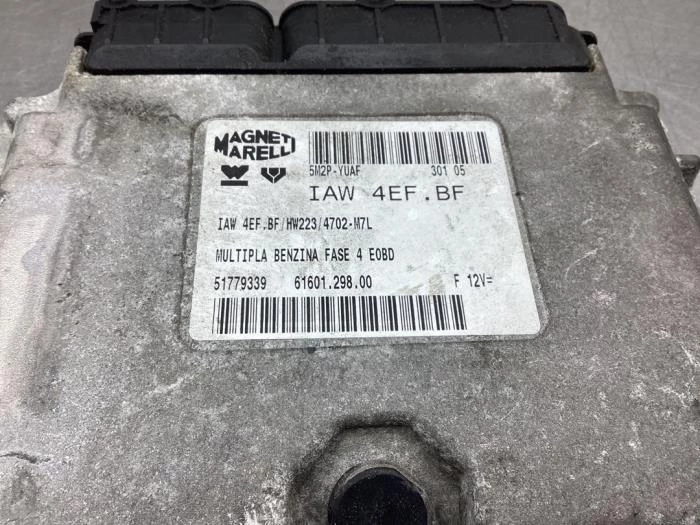 MAGNETI
MARELLI
5M2P-YUAF 301 05
IAW 4EF.BF
IAW 4EF.BF/HW223/4702-M7L
MULTIPLA BENZINA FASE 4 EOBD
51779339 61601.298.00 F 12V=